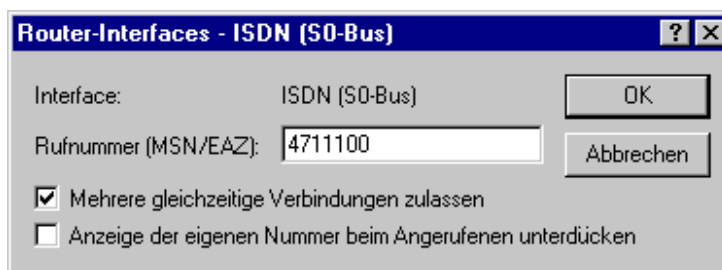 Router-Interfaces - ISDN (S0-Bus)
Interface: ISDN (S0-Bus) OK
Rufnummer (MSN/EAZ): 4711100 Abbrechen
Mehrere gleichzeitige Verbindungen zulassen
Anzeige der eigenen Nummer beim Angerufenen unterdücken